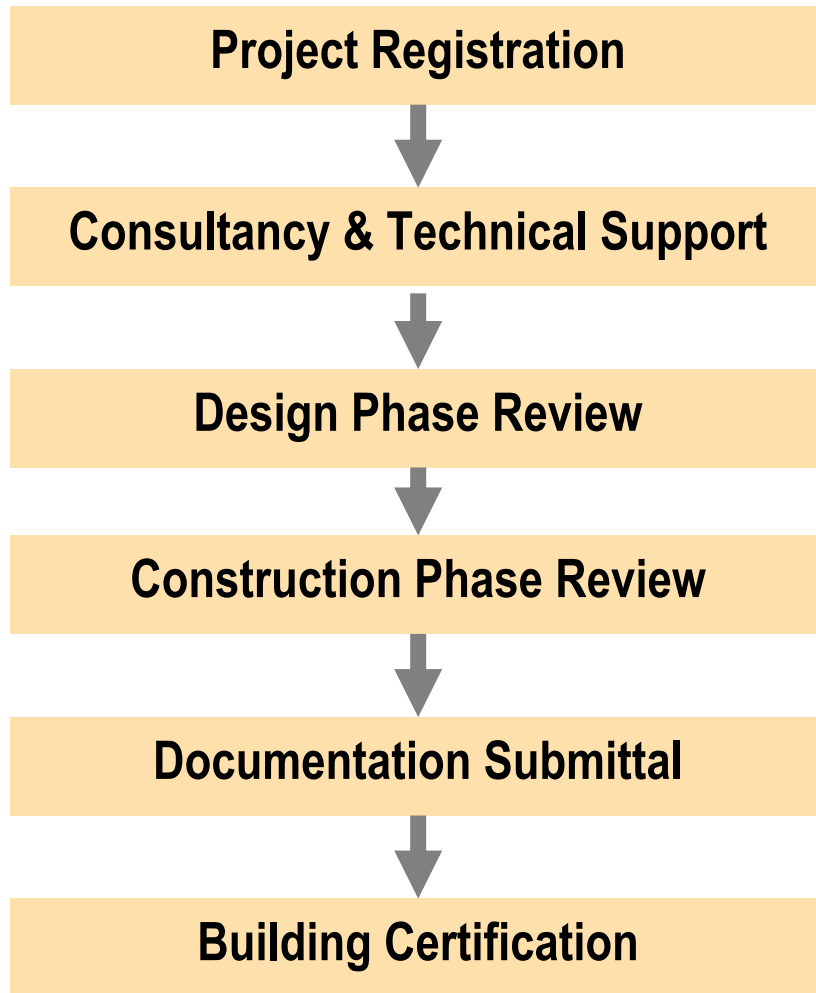 Project Registration
Consultancy & Technical Support
Design Phase Review
Construction Phase Review
Documentation Submittal
Building Certification